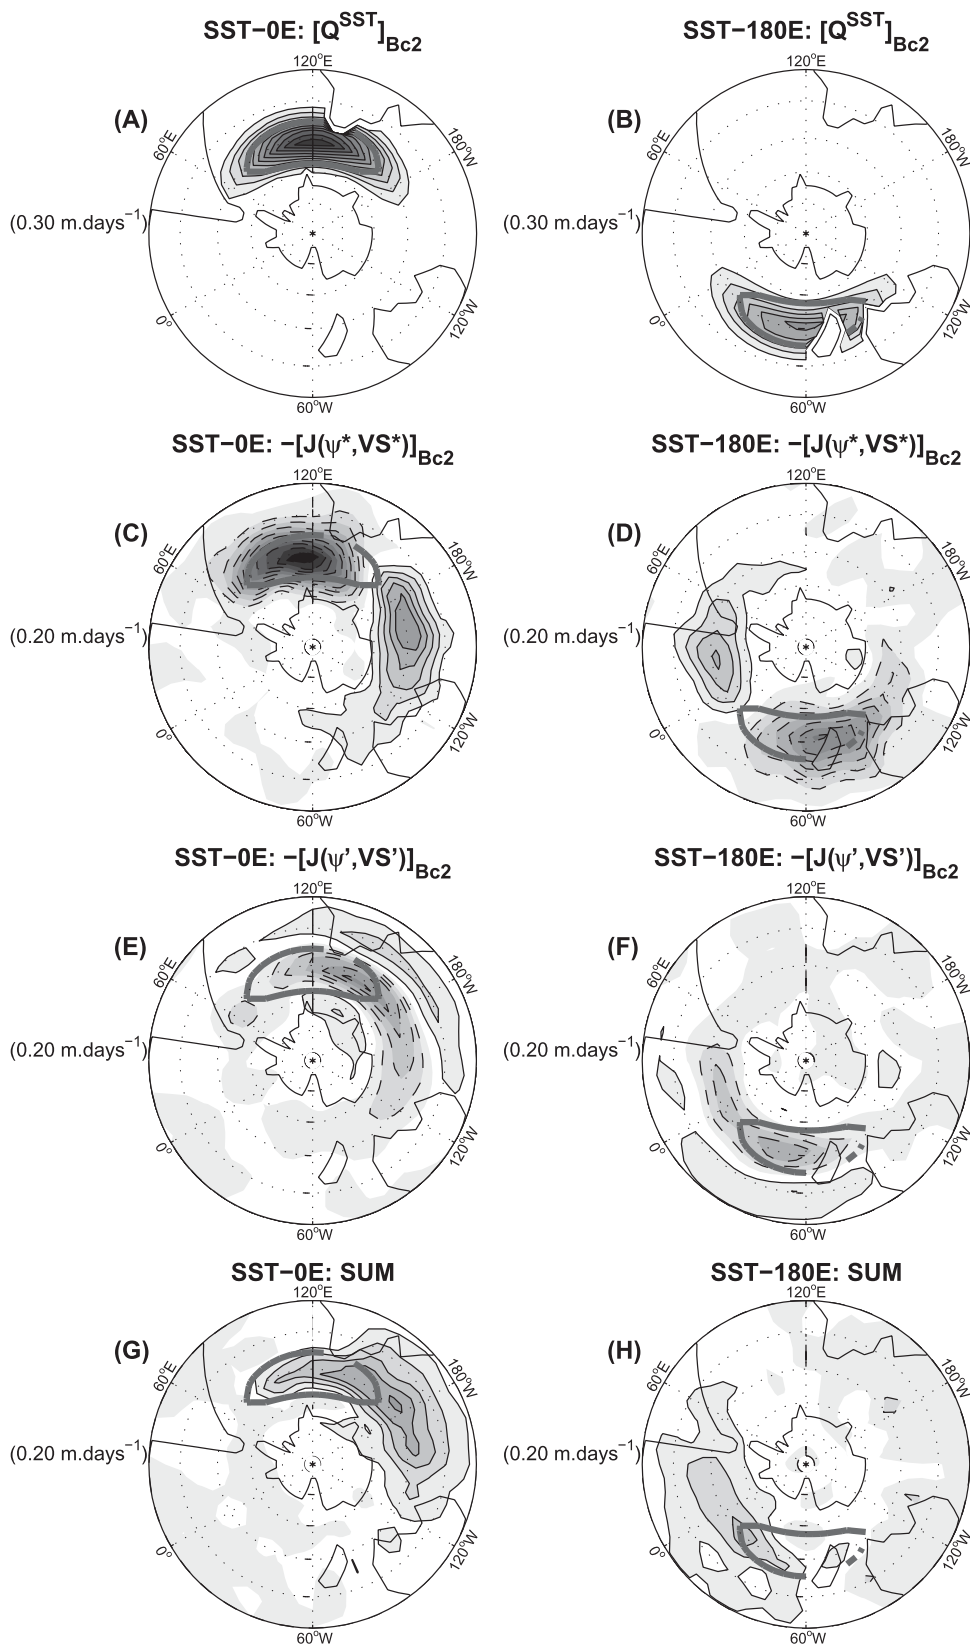 SST−0E: [Q^SST]_Bc2
SST−180E: [Q^SST]_Bc2
120°E
120°E
(A)
(B)
60°E
180°W
60°E
180°W
(0.30 m.days⁻¹)
(0.30 m.days⁻¹)
0°
120°W
0°
120°W
60°W
60°W
SST−0E: −[J(ψ*,VS*)]_Bc2
SST−180E: −[J(ψ*,VS*)]_Bc2
120°E
120°E
(C)
(D)
60°E
180°W
60°E
180°W
(0.20 m.days⁻¹)
(0.20 m.days⁻¹)
0°
120°W
0°
120°W
60°W
60°W
SST−0E: −[J(ψ’,VS’)]_Bc2
SST−180E: −[J(ψ’,VS’)]_Bc2
120°E
120°E
(E)
(F)
60°E
180°W
60°E
180°W
(0.20 m.days⁻¹)
(0.20 m.days⁻¹)
0°
120°W
0°
120°W
60°W
60°W
SST−0E: SUM
SST−180E: SUM
120°E
120°E
(G)
(H)
60°E
180°W
60°E
180°W
(0.20 m.days⁻¹)
(0.20 m.days⁻¹)
0°
120°W
0°
120°W
60°W
60°W